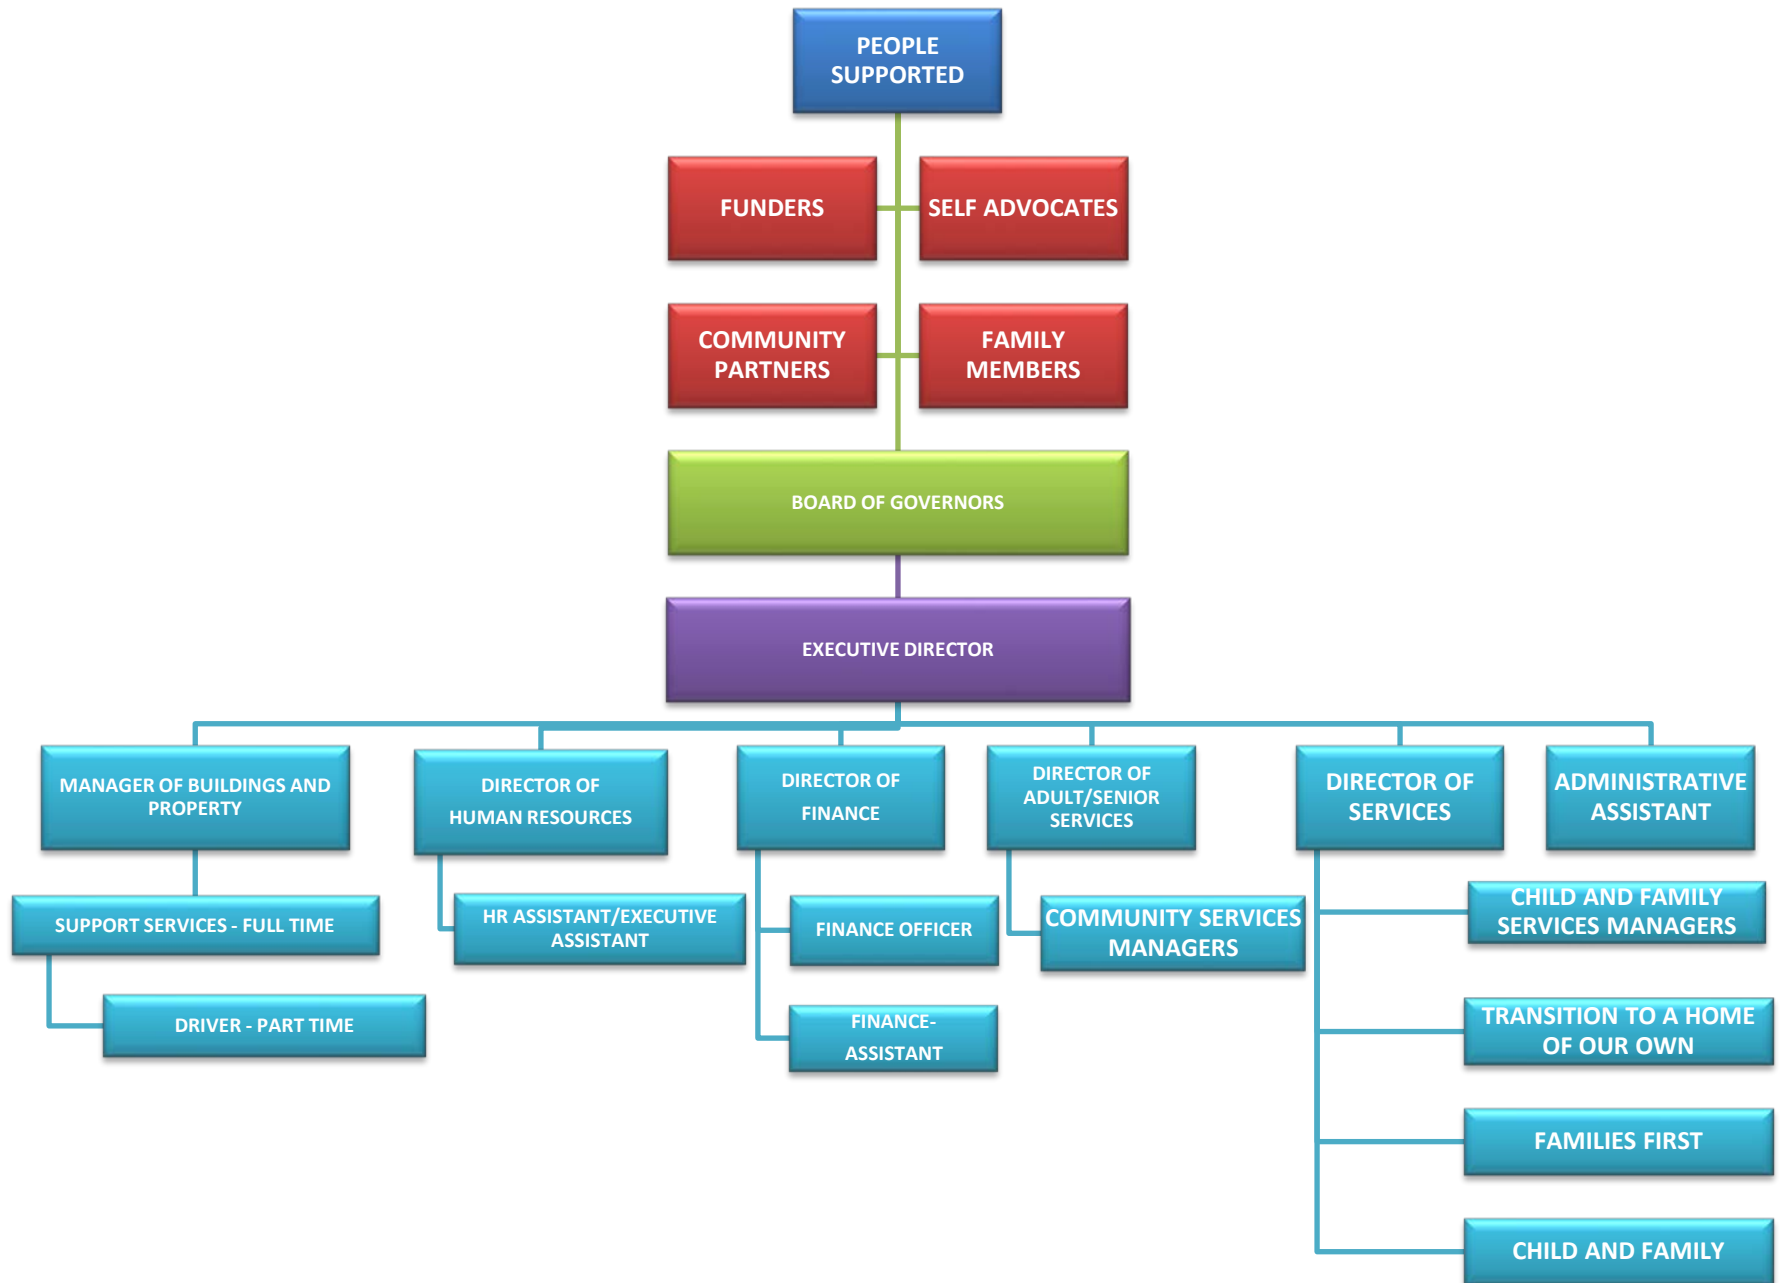 PEOPLE
SUPPORTED
FUNDERS
SELF ADVOCATES
COMMUNITY
PARTNERS
FAMILY
MEMBERS
BOARD OF GOVERNORS
EXECUTIVE DIRECTOR
MANAGER OF BUILDINGS AND
PROPERTY
DIRECTOR OF
HUMAN RESOURCES
DIRECTOR OF
FINANCE
DIRECTOR OF
ADULT/SENIOR
SERVICES
DIRECTOR OF
SERVICES
ADMINISTRATIVE
ASSISTANT
SUPPORT SERVICES - FULL TIME
HR ASSISTANT/EXECUTIVE
ASSISTANT
FINANCE OFFICER
COMMUNITY SERVICES
MANAGERS
CHILD AND FAMILY
SERVICES MANAGERS
DRIVER - PART TIME
FINANCE-
ASSISTANT
TRANSITION TO A HOME
OF OUR OWN
FAMILIES FIRST
CHILD AND FAMILY